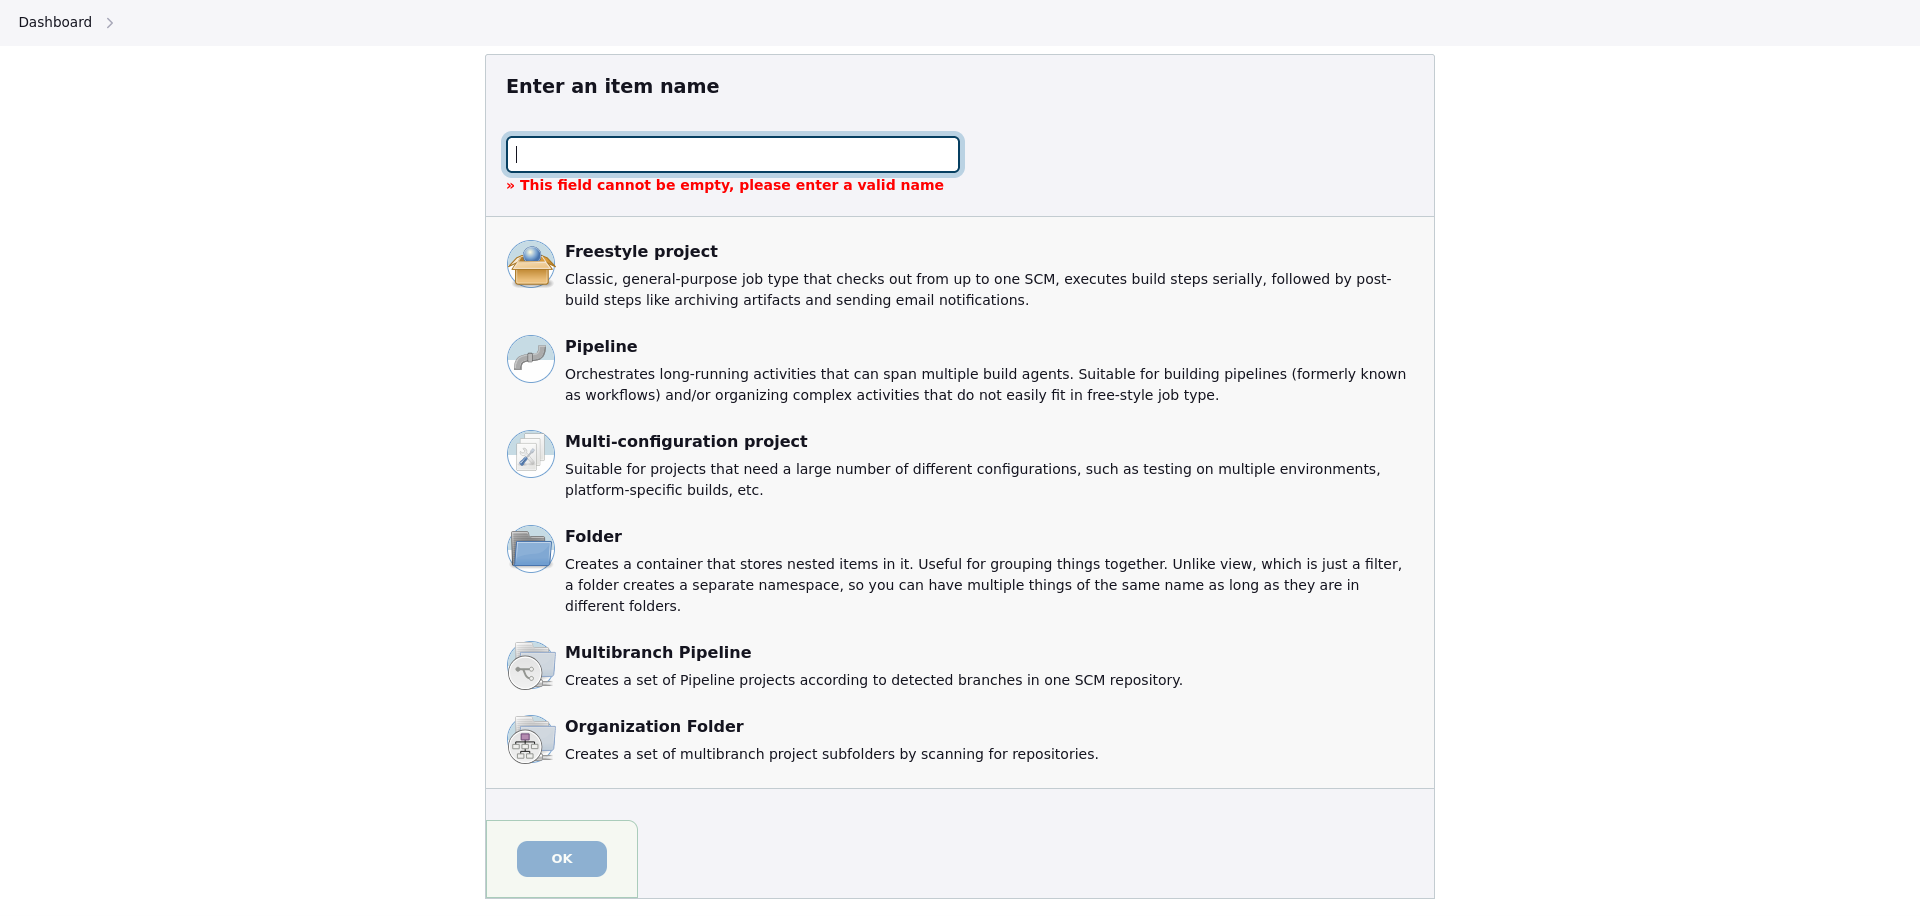 Dashboard
Enter an item name
» This field cannot be empty, please enter a valid name
Freestyle project
Classic, general-purpose job type that checks out from up to one SCM, executes build steps serially, followed by post-
build steps like archiving artifacts and sending email notifications.
Pipeline
Orchestrates long-running activities that can span multiple build agents. Suitable for building pipelines (formerly known
as workflows) and/or organizing complex activities that do not easily fit in free-style job type.
Multi-configuration project
Suitable for projects that need a large number of different configurations, such as testing on multiple environments,
platform-specific builds, etc.
Folder
Creates a container that stores nested items in it. Useful for grouping things together. Unlike view, which is just a filter,
a folder creates a separate namespace, so you can have multiple things of the same name as long as they are in
different folders.
Multibranch Pipeline
Creates a set of Pipeline projects according to detected branches in one SCM repository.
Organization Folder
Creates a set of multibranch project subfolders by scanning for repositories.
OK